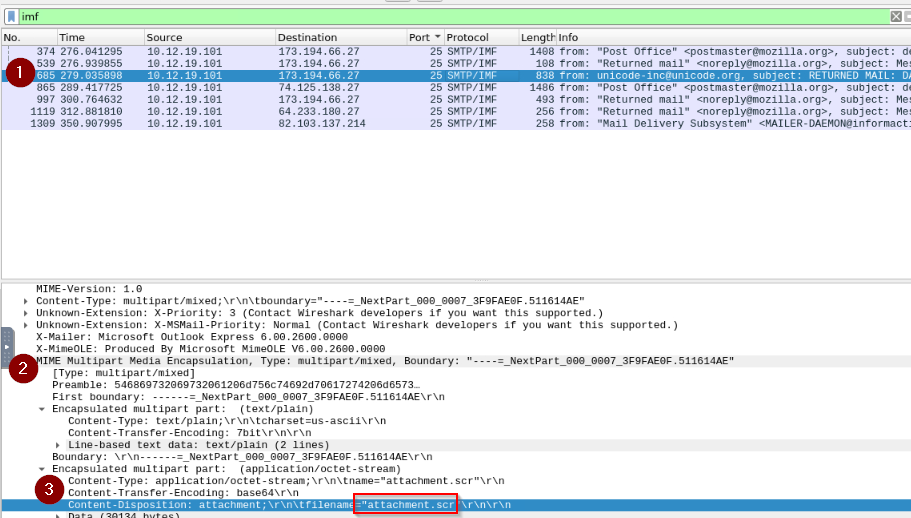 imf
No. Time Source Destination Port Protocol Length Info
374 276.041295 10.12.19.101 173.194.66.27 25 SMTP/IMF 1408 from: "Post Office" <postmaster@mozilla.org>, subject: de
539 276.939855 10.12.19.101 173.194.66.27 25 SMTP/IMF 108 from: "Returned mail" <noreply@mozilla.org>, subject: Mes
1
685 279.035898 10.12.19.101 173.194.66.27 25 SMTP/IMF 838 from: unicode-inc@unicode.org, subject: RETURNED MAIL: DA
865 289.417725 10.12.19.101 74.125.138.27 25 SMTP/IMF 1486 from: "Post Office" <postmaster@mozilla.org>, subject: de
997 300.764632 10.12.19.101 173.194.66.27 25 SMTP/IMF 493 from: "Returned mail" <noreply@mozilla.org>, subject: Mes
1119 312.881810 10.12.19.101 64.233.180.27 25 SMTP/IMF 256 from: "Returned mail" <noreply@mozilla.org>, subject: Mes
1309 350.907995 10.12.19.101 82.103.137.214 25 SMTP/IMF 258 from: "Mail Delivery Subsystem" <MAILER-DAEMON@informacti
MIME-Version: 1.0
Content-Type: multipart/mixed;\r\n\tboundary="----=_NextPart_000_0007_3F9FAE0F.511614AE"
Unknown-Extension: X-Priority: 3 (Contact Wireshark developers if you want this supported.)
Unknown-Extension: X-MSMail-Priority: Normal (Contact Wireshark developers if you want this supported.)
X-Mailer: Microsoft Outlook Express 6.00.2600.0000
X-MimeOLE: Produced By Microsoft MimeOLE V6.00.2600.0000
2
MIME Multipart Media Encapsulation, Type: multipart/mixed, Boundary: "----=_NextPart_000_0007_3F9FAE0F.511614AE"
[Type: multipart/mixed]
Preamble: 546869732069732061206d756c74692d70617274206d6573…
First boundary: ------=_NextPart_000_0007_3F9FAE0F.511614AE\r\n
Encapsulated multipart part: (text/plain)
Content-Type: text/plain;\r\n\tcharset=us-ascii\r\n
Content-Transfer-Encoding: 7bit\r\n\r\n
Line-based text data: text/plain (2 lines)
Boundary: \r\n------=_NextPart_000_0007_3F9FAE0F.511614AE\r\n
Encapsulated multipart part: (application/octet-stream)
3
Content-Type: application/octet-stream;\r\n\tname="attachment.scr"\r\n
Content-Transfer-Encoding: base64\r\n
Content-Disposition: attachment;\r\n\tfilename="attachment.scr"\r\n\r\n
Data (30134 bytes)